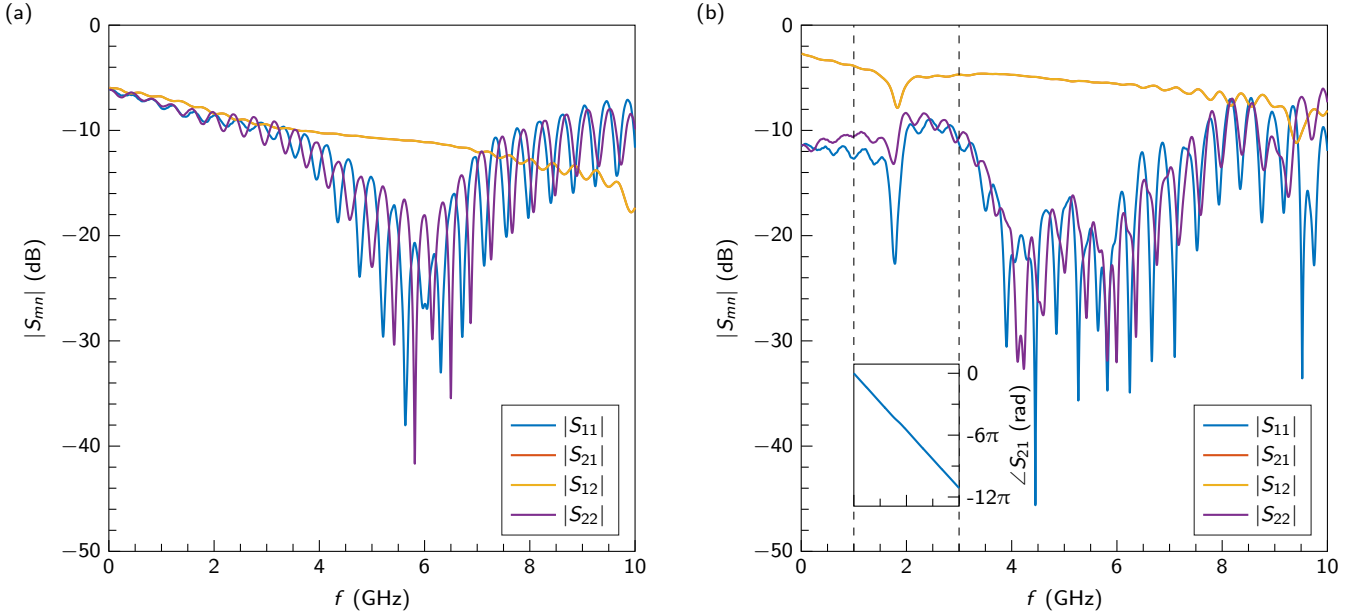 (a)
0
−10
−20
−30
−40
−50
|Smn| (dB)
0
2
4
6
8
10
f (GHz)
|S11|
|S21|
|S12|
|S22|
(b)
0
−10
−20
−30
−40
−50
|Smn| (dB)
0
2
4
6
8
10
f (GHz)
0
-6π
-12π
∠S21 (rad)
|S11|
|S21|
|S12|
|S22|